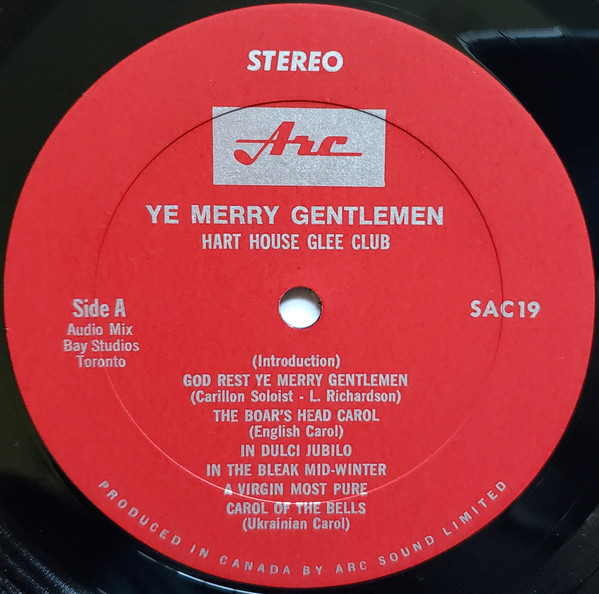 STEREO
Arc
YE MERRY GENTLEMEN
HART HOUSE GLEE CLUB
Side A
Audio Mix
Bay Studios
Toronto
SAC19
(Introduction)
GOD REST YE MERRY GENTLEMEN
(Carillon Soloist - L. Richardson)
THE BOAR'S HEAD CAROL
(English Carol)
IN DULCI JUBILO
IN THE BLEAK MID-WINTER
A VIRGIN MOST PURE
CAROL OF THE BELLS
(Ukrainian Carol)
PRODUCED IN CANADA BY ARC SOUND LIMITED